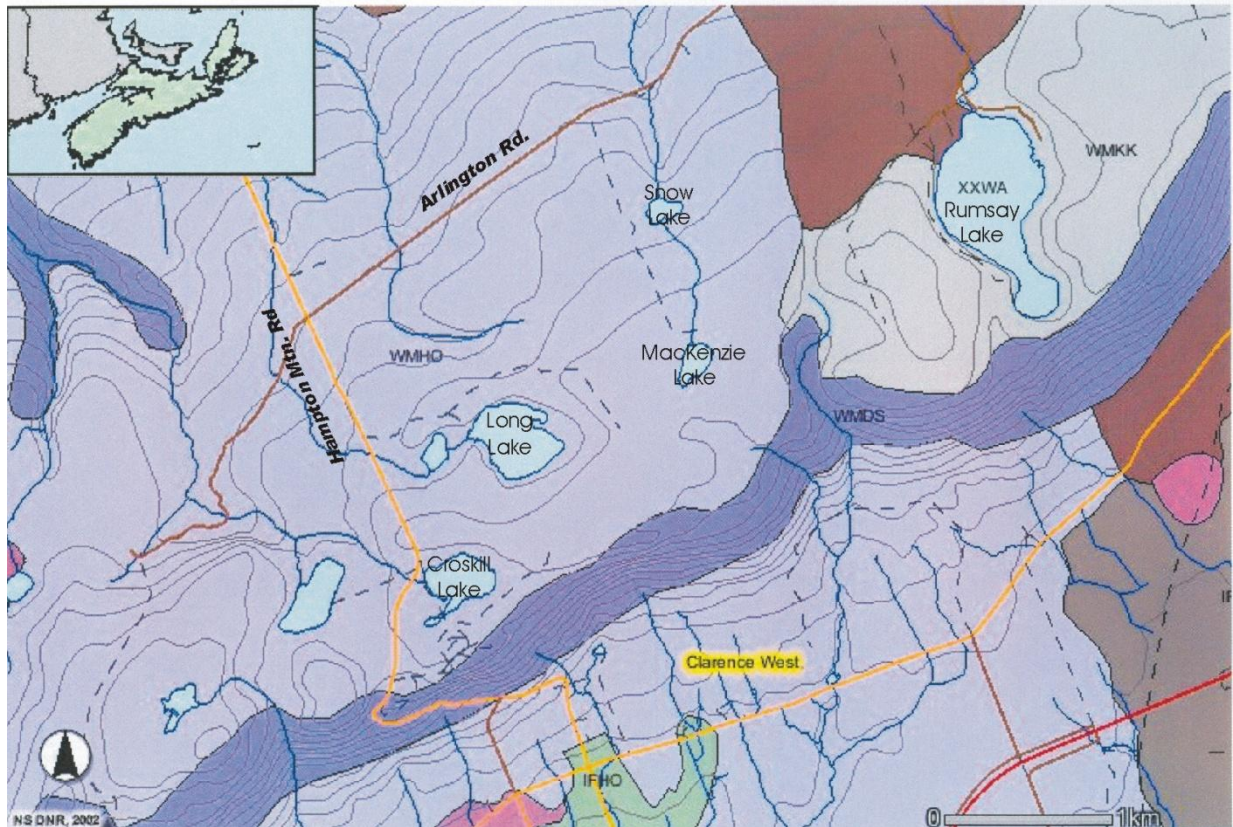 Arlington Rd.
Snow
Lake
WMKK
XXWA
Rumsay
Lake
Hampton Mtn. Rd
WMHO
MacKenzie
Lake
Long
Lake
WMDS
Croskill
Lake
Clarence West.
IFHO
NS DNR, 2002
0 1km